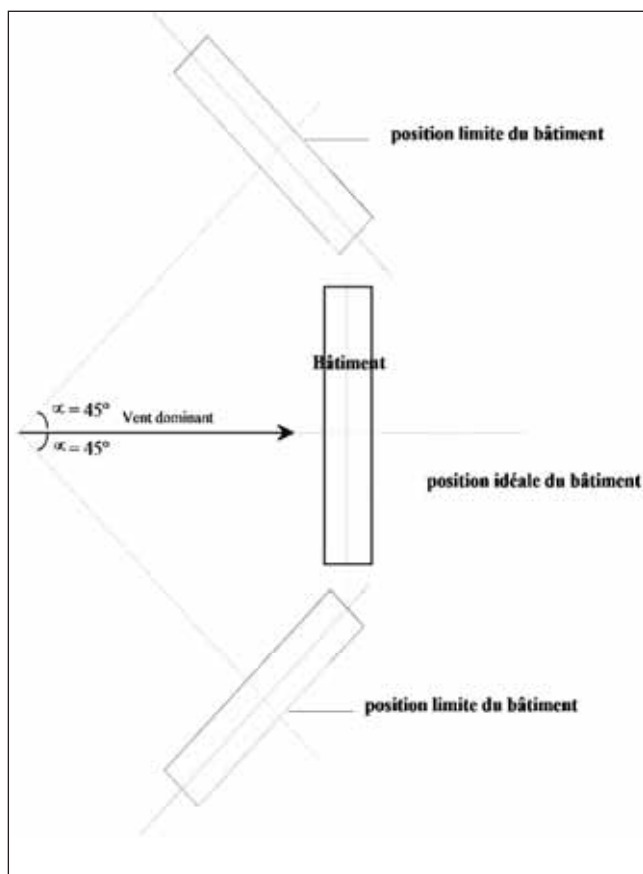 position limite du bâtiment
Bâtiment
∝ = 45°
Vent dominant
∝ = 45°
position idéale du bâtiment
position limite du bâtiment